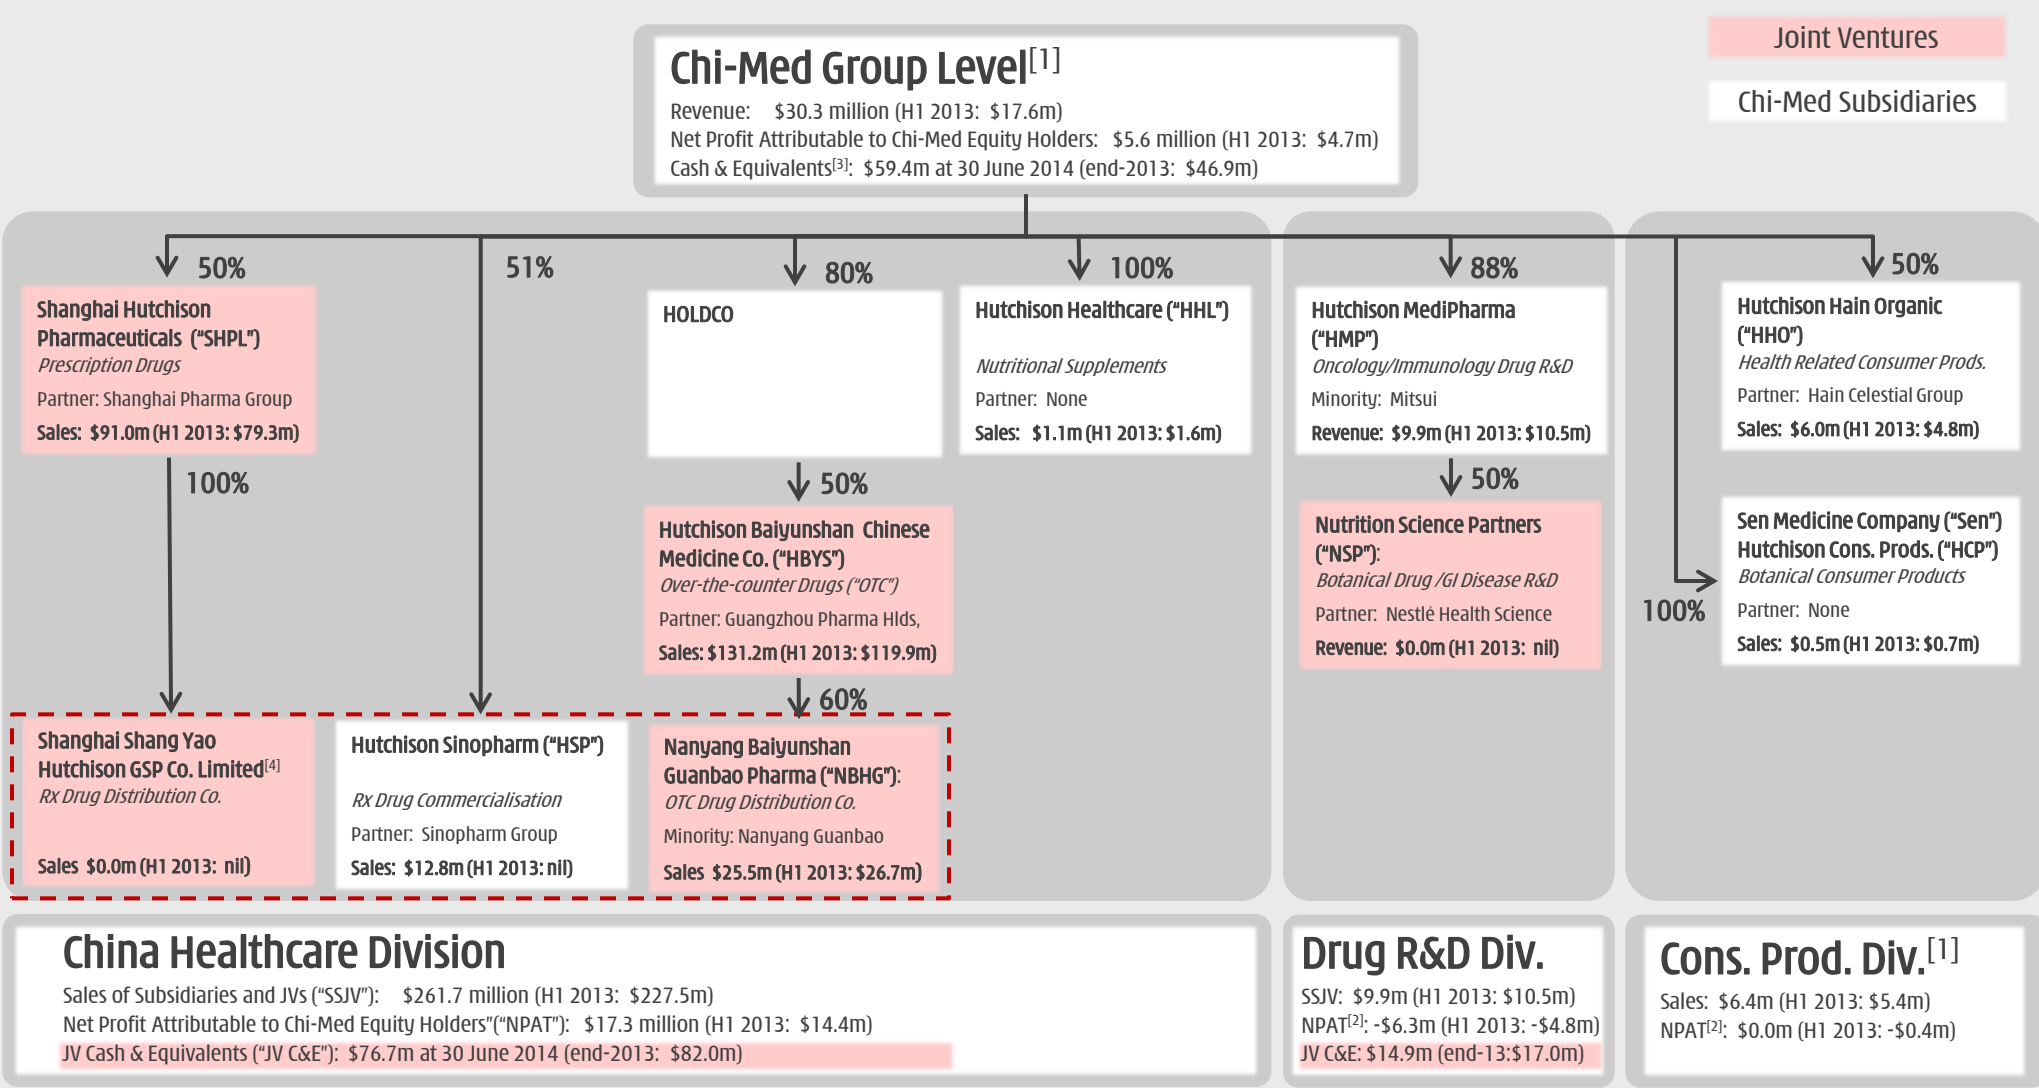 Joint Ventures
Chi-Med Subsidiaries
Chi-Med Group Level[1]
Revenue: $30.3 million (H1 2013: $17.6m)
Net Profit Attributable to Chi-Med Equity Holders: $5.6 million (H1 2013: $4.7m)
Cash & Equivalents[3]: $59.4m at 30 June 2014 (end-2013: $46.9m)
50%
51%
80%
100%
88%
50%
Shanghai Hutchison
Pharmaceuticals (“SHPL”)
Prescription Drugs
Partner: Shanghai Pharma Group
Sales: $91.0m (H1 2013: $79.3m)
100%
HOLDCO
50%
Hutchison Healthcare (“HHL”)
Nutritional Supplements
Partner: None
Sales: $1.1m (H1 2013: $1.6m)
Hutchison MediPharma
(“HMP”)
Oncology/Immunology Drug R&D
Minority: Mitsui
Revenue: $9.9m (H1 2013: $10.5m)
50%
Hutchison Hain Organic
(“HHO”)
Health Related Consumer Prods.
Partner: Hain Celestial Group
Sales: $6.0m (H1 2013: $4.8m)
Hutchison Baiyunshan Chinese
Medicine Co. (“HBYS”)
Over-the-counter Drugs (“OTC”)
Partner: Guangzhou Pharma Hlds,
Sales: $131.2m (H1 2013: $119.9m)
60%
Nutrition Science Partners
(“NSP”):
Botanical Drug /GI Disease R&D
Partner: Nestlé Health Science
Revenue: $0.0m (H1 2013: nil)
100%
Sen Medicine Company (“Sen”)
Hutchison Cons. Prods. (“HCP”)
Botanical Consumer Products
Partner: None
Sales: $0.5m (H1 2013: $0.7m)
Shanghai Shang Yao
Hutchison GSP Co. Limited[4]
Rx Drug Distribution Co.
Sales $0.0m (H1 2013: nil)
Hutchison Sinopharm (“HSP”)
Rx Drug Commercialisation
Partner: Sinopharm Group
Sales: $12.8m (H1 2013: nil)
Nanyang Baiyunshan
Guanbao Pharma (“NBHG”):
OTC Drug Distribution Co.
Minority: Nanyang Guanbao
Sales $25.5m (H1 2013: $26.7m)
China Healthcare Division
Sales of Subsidiaries and JVs (“SSJV”): $261.7 million (H1 2013: $227.5m)
Net Profit Attributable to Chi-Med Equity Holders”(“NPAT”): $17.3 million (H1 2013: $14.4m)
JV Cash & Equivalents (“JV C&E”): $76.7m at 30 June 2014 (end-2013: $82.0m)
Drug R&D Div.
SSJV: $9.9m (H1 2013: $10.5m)
NPAT[2]: -$6.3m (H1 2013: -$4.8m)
JV C&E: $14.9m (end-13:$17.0m)
Cons. Prod. Div.[1]
Sales: $6.4m (H1 2013: $5.4m)
NPAT[2]: $0.0m (H1 2013: -$0.4m)